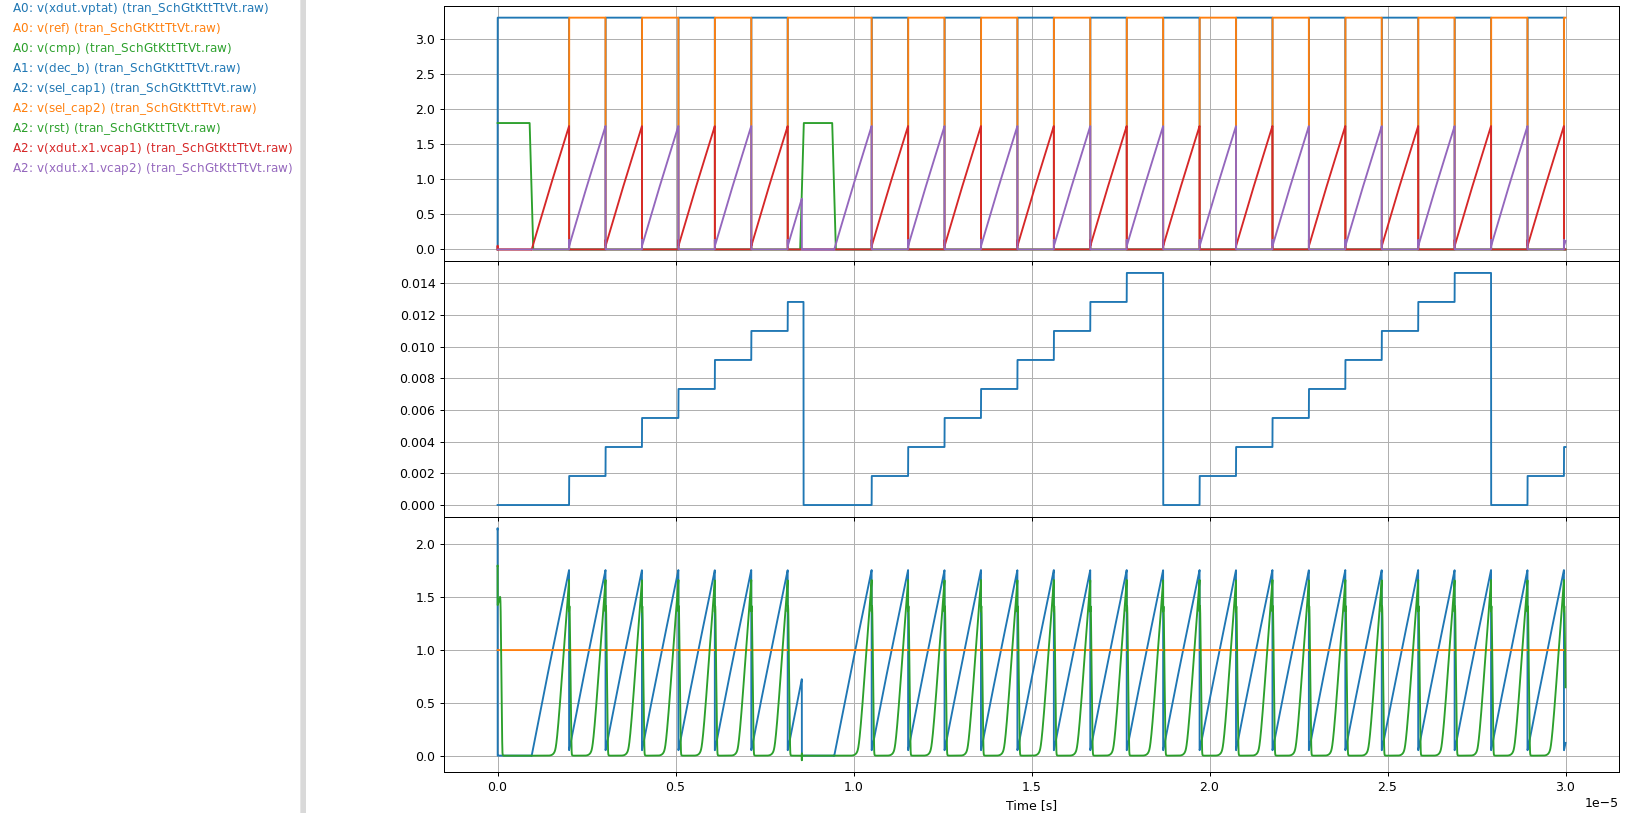 A0: v(xdut.vptat) (tran_SchGtKttTtVt.raw)
A0: v(ref) (tran_SchGtKttTtVt.raw)
A0: v(cmp) (tran_SchGtKttTtVt.raw)
A1: v(dec_b) (tran_SchGtKttTtVt.raw)
A2: v(sel_cap1) (tran_SchGtKttTtVt.raw)
A2: v(sel_cap2) (tran_SchGtKttTtVt.raw)
A2: v(rst) (tran_SchGtKttTtVt.raw)
A2: v(xdut.x1.vcap1) (tran_SchGtKttTtVt.raw)
A2: v(xdut.x1.vcap2) (tran_SchGtKttTtVt.raw)
3.0
2.5
2.0
1.5
1.0
0.5
0.0
0.014
0.012
0.010
0.008
0.006
0.004
0.002
0.000
2.0
1.5
1.0
0.5
0.0
0.0 0.5 1.0 1.5 2.0 2.5 3.0
Time [s]
1e−5